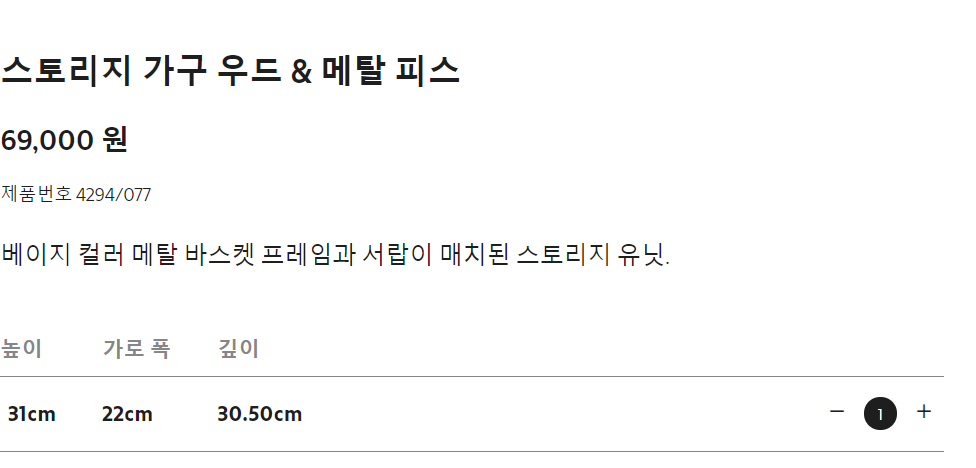 스토리지 가구 우드 & 메탈 피스
69,000 원
제품번호 4294/077
베이지 컬러 메탈 바스켓 프레임과 서랍이 매치된 스토리지 유닛.
높이 가로 폭 깊이
31cm 22cm 30.50cm − 1 +